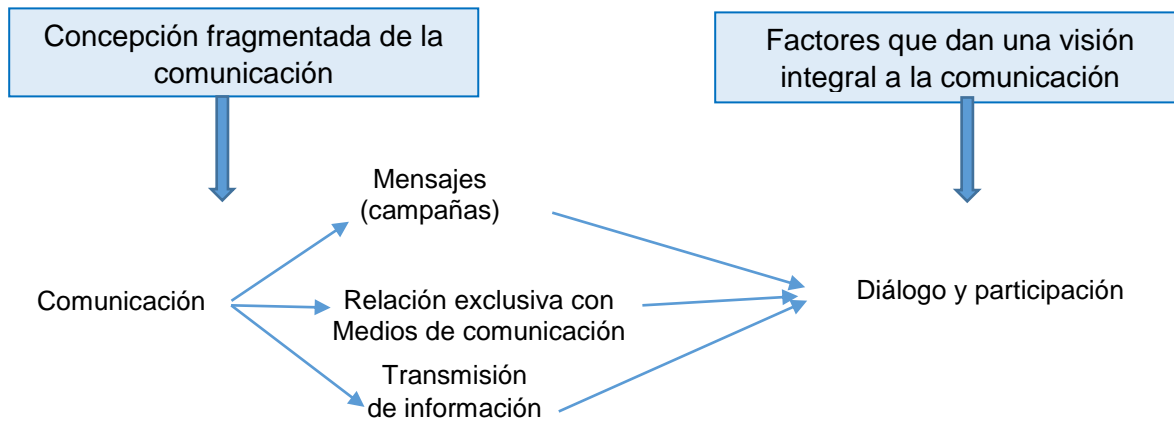 Concepción fragmentada de la
comunicación
Factores que dan una visión
integral a la comunicación
Mensajes
(campañas)
Comunicación
Relación exclusiva con
Medios de comunicación
Diálogo y participación
Transmisión
de información